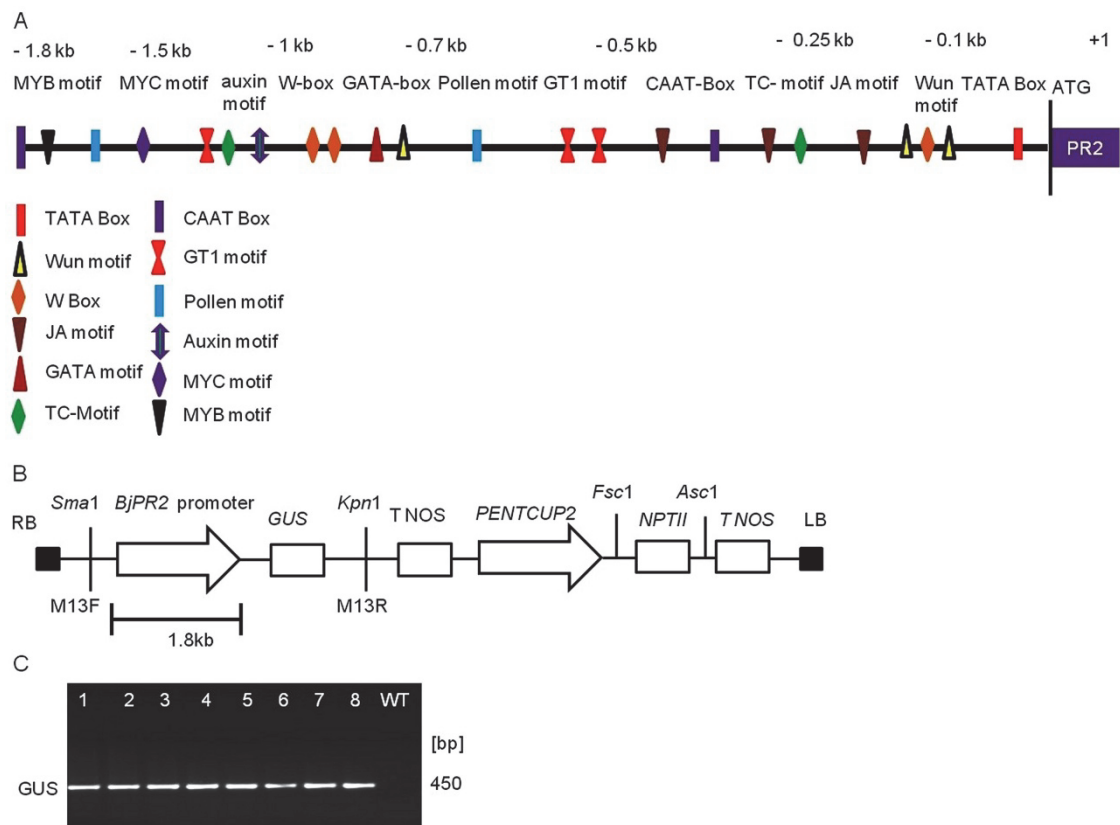 A
- 1.8 kb - 1.5 kb - 1 kb - 0.7 kb - 0.5 kb - 0.25 kb - 0.1 kb +1
MYB motif MYC motif auxin motif W-box GATA-box Pollen motif GT1 motif CAAT-Box TC- motif JA motif Wun motif TATA Box ATG
PR2
TATA Box CAAT Box
Wun motif GT1 motif
W Box Pollen motif
JA motif Auxin motif
GATA motif MYC motif
TC-Motif MYB motif
B
RB Sma1 BjPR2 promoter GUS Kpn1 T NOS PENTCUP2 Fsc1 NPTII Asc1 T NOS LB
M13F M13R
1.8kb
C
1 2 3 4 5 6 7 8 WT
[bp]
GUS 450